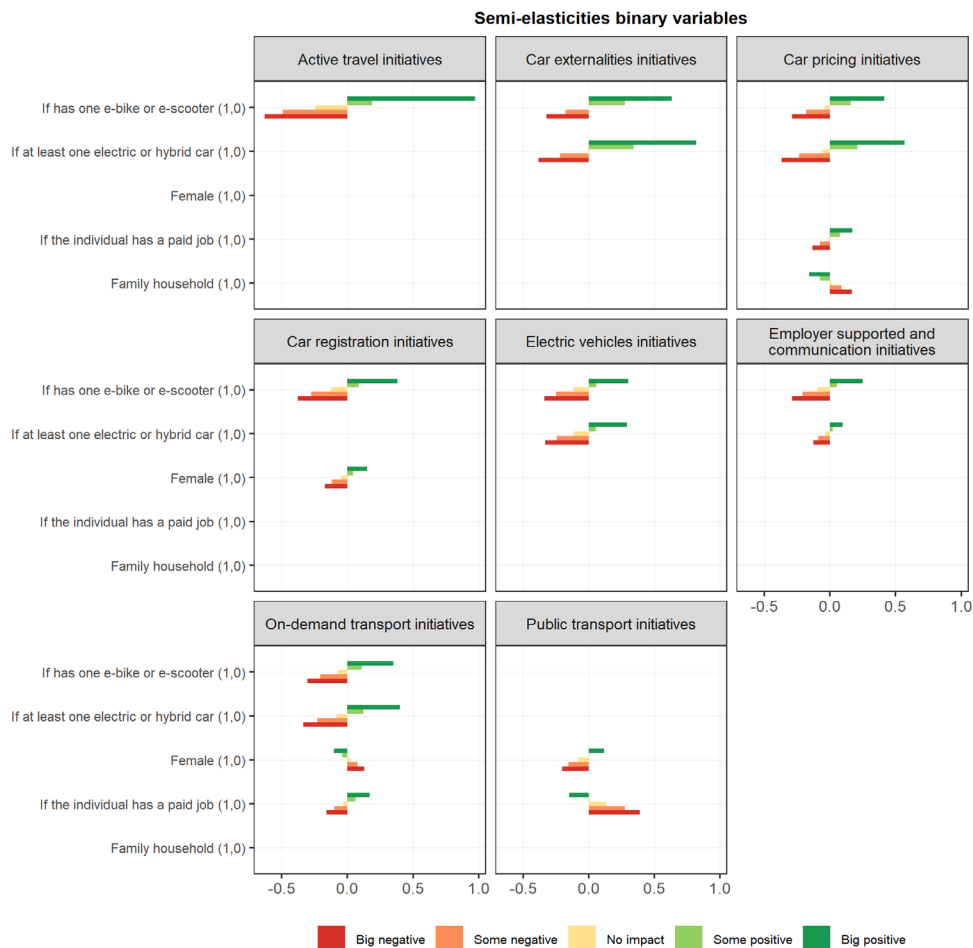 Semi-elasticities binary variables
Active travel initiatives
Car externalities initiatives
Car pricing initiatives
If has one e-bike or e-scooter (1,0)
If at least one electric or hybrid car (1,0)
Female (1,0)
If the individual has a paid job (1,0)
Family household (1,0)
Car registration initiatives
Electric vehicles initiatives
Employer supported and
communication initiatives
If has one e-bike or e-scooter (1,0)
If at least one electric or hybrid car (1,0)
Female (1,0)
If the individual has a paid job (1,0)
Family household (1,0)
-0.5 0.0 0.5 1.0
On-demand transport initiatives
Public transport initiatives
If has one e-bike or e-scooter (1,0)
If at least one electric or hybrid car (1,0)
Female (1,0)
If the individual has a paid job (1,0)
Family household (1,0)
-0.5 0.0 0.5 1.0
-0.5 0.0 0.5 1.0
Big negative
Some negative
No impact
Some positive
Big positive